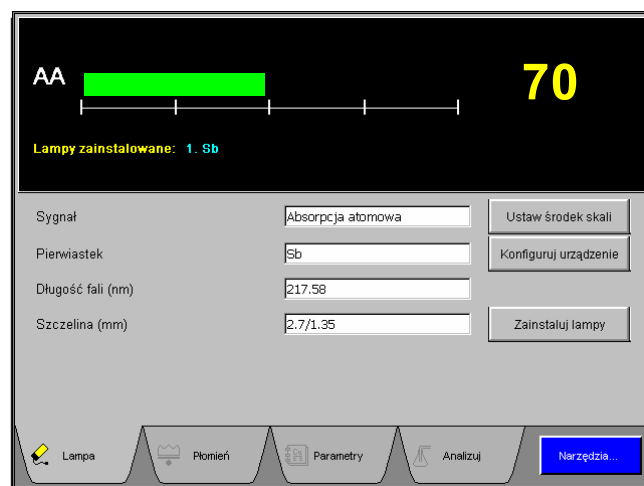 AA 70
Lampy zainstalowane: 1. Sb
Sygnał Absorpcja atomowa Ustaw środek skali
Pierwiastek Sb Konfiguruj urządzenie
Długość fali (nm) 217.58
Szczelina (mm) 2.7/1.35 Zainstaluj lampy
Lampa Płomień Parametry Analizuj Narzędzia...